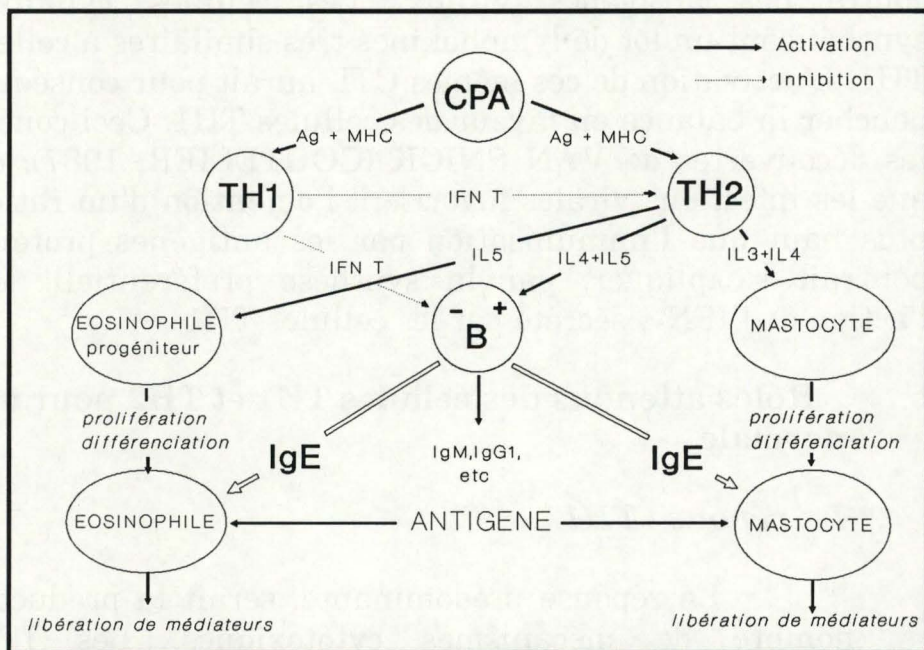 Activation
Inhibition
CPA
Ag + MHC
Ag + MHC
TH1
IFN T
TH2
IFN T
IL5
IL4+IL5
IL3+IL4
EOSINOPHILE
progéniteur
- +
B
MASTOCYTE
prolifération
différenciation
prolifération
différenciation
IgE
IgM, IgG1,
etc
IgE
EOSINOPHILE
ANTIGENE
MASTOCYTE
libération de médiateurs
libération de médiateurs